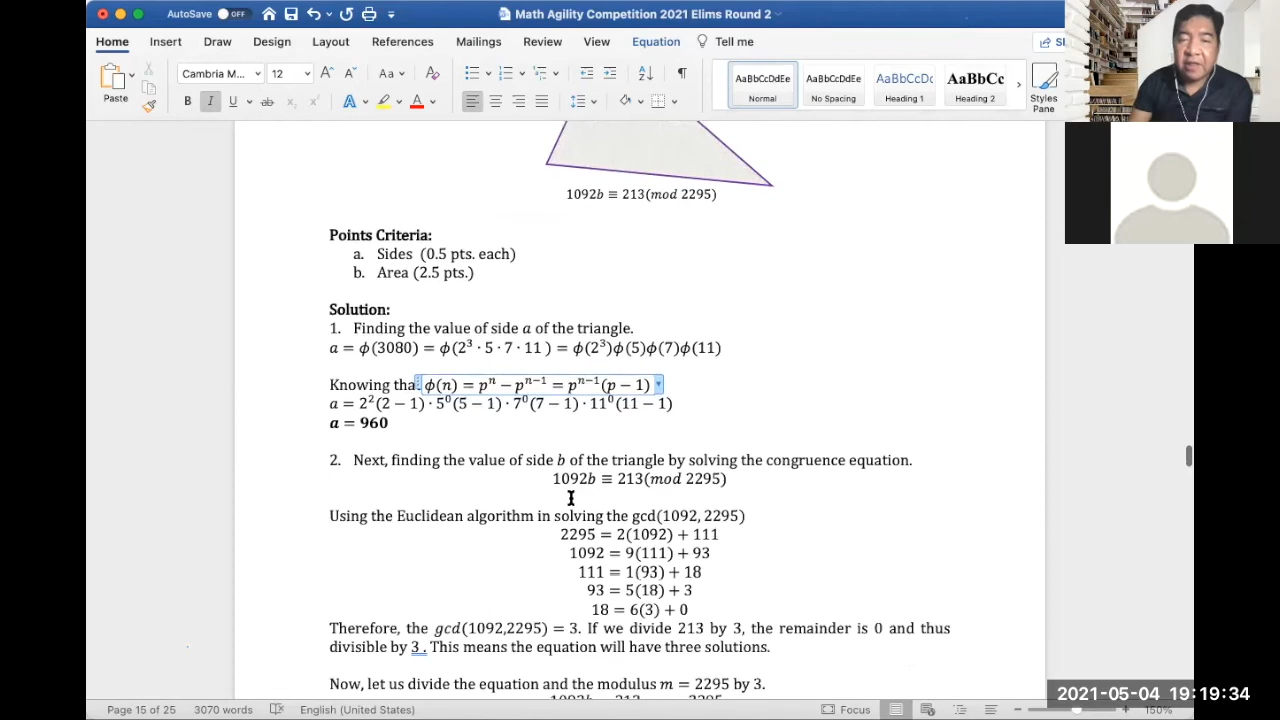 AutoSave OFF Math Agility Competition 2021 Elims Round 2
Home Insert Draw Design Layout References Mailings Review View Equation Tell me
Paste Cambria M... 12 A^ Aa B I U ab x₂ x² A A
AaBbCcDdEe AaBbCcDdEe AaBbCcDc AaBbCc
Normal No Spacing Heading 1 Heading 2 Styles Pane
1092b ≡ 213(mod 2295)
Points Criteria:
a. Sides (0.5 pts. each)
b. Area (2.5 pts.)
Solution:
1. Finding the value of side a of the triangle.
a = ϕ(3080) = ϕ(2³ · 5 · 7 · 11 ) = ϕ(2³)ϕ(5)ϕ(7)ϕ(11)
Knowing tha ϕ(n) = pⁿ − pⁿ⁻¹ = pⁿ⁻¹(p − 1)
a = 2²(2 − 1) · 5⁰(5 − 1) · 7⁰(7 − 1) · 11⁰(11 − 1)
a = 960
2. Next, finding the value of side b of the triangle by solving the congruence equation.
1092b ≡ 213(mod 2295)
Using the Euclidean algorithm in solving the gcd(1092, 2295)
2295 = 2(1092) + 111
1092 = 9(111) + 93
111 = 1(93) + 18
93 = 5(18) + 3
18 = 6(3) + 0
Therefore, the gcd(1092,2295) = 3. If we divide 213 by 3, the remainder is 0 and thus
divisible by 3 . This means the equation will have three solutions.
Now, let us divide the equation and the modulus m = 2295 by 3.
Page 15 of 25 3070 words English (United States) Focus 150%
2021-05-04 19:19:34